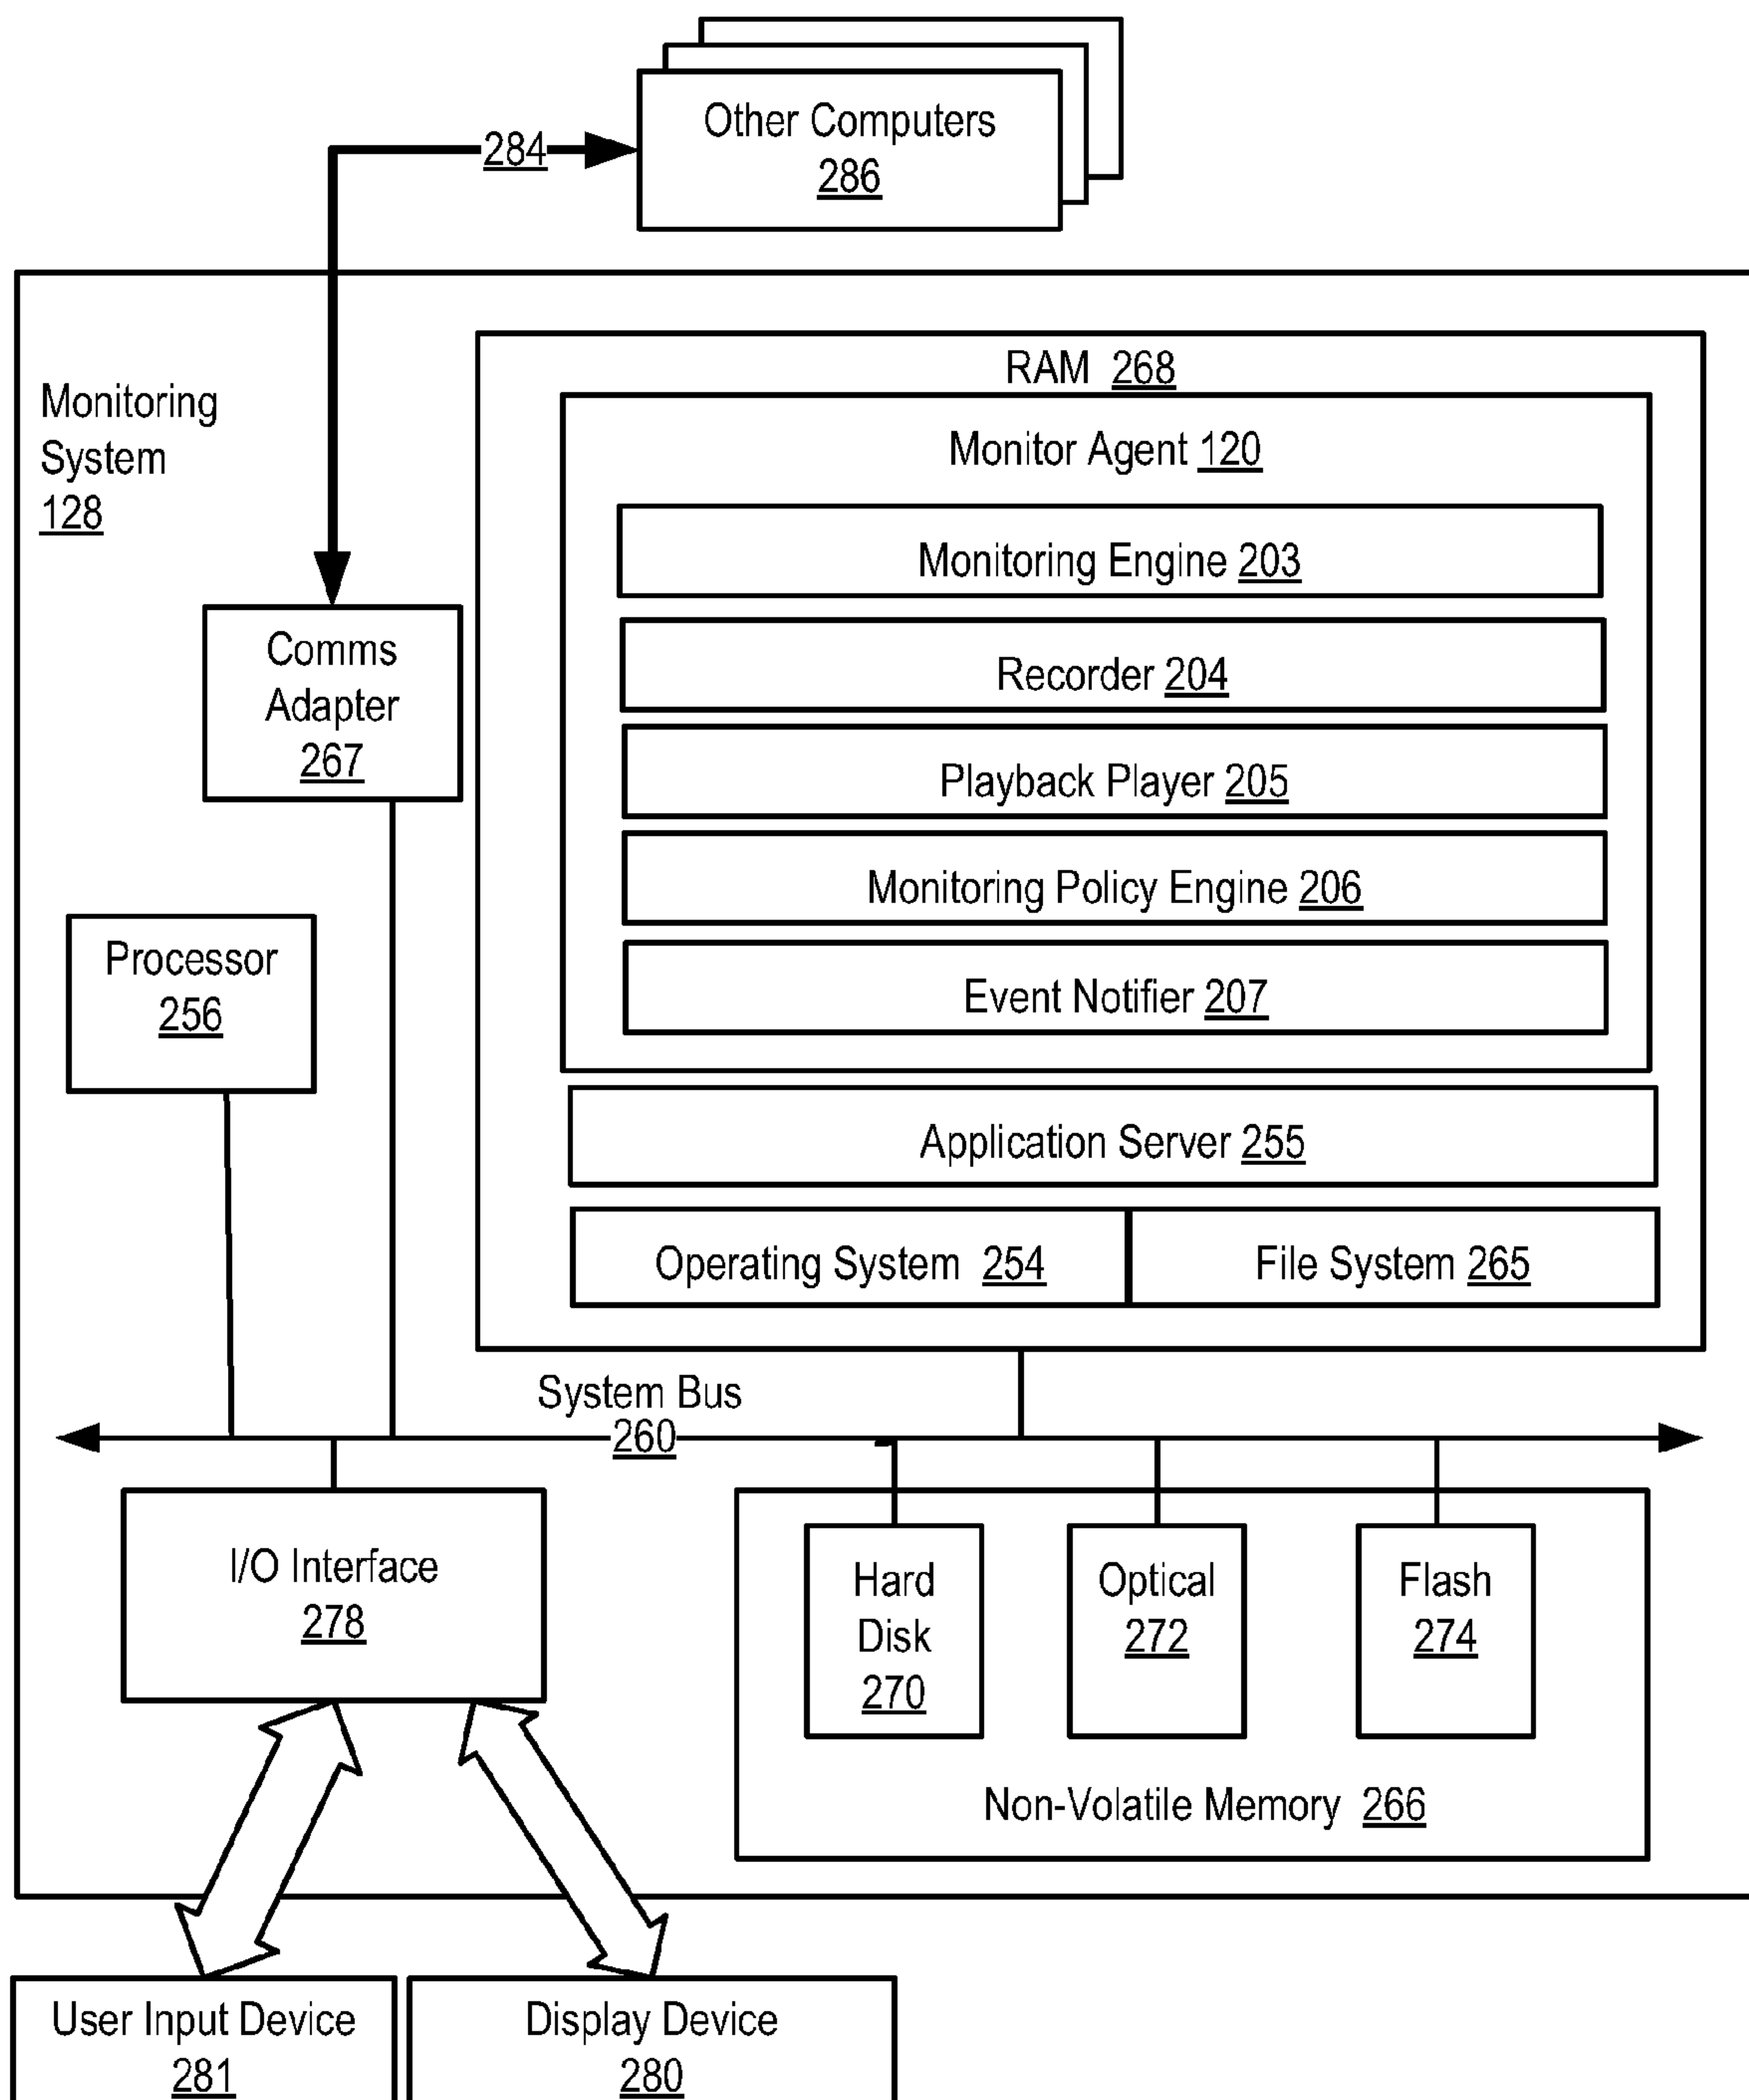 Other Computers
286
284
Monitoring
System
128
RAM 268
Monitor Agent 120
Monitoring Engine 203
Recorder 204
Playback Player 205
Monitoring Policy Engine 206
Event Notifier 207
Comms
Adapter
267
Processor
256
Application Server 255
Operating System 254
File System 265
System Bus
260
I/O Interface
278
Hard
Disk
270
Optical
272
Flash
274
Non-Volatile Memory 266
User Input Device
281
Display Device
280